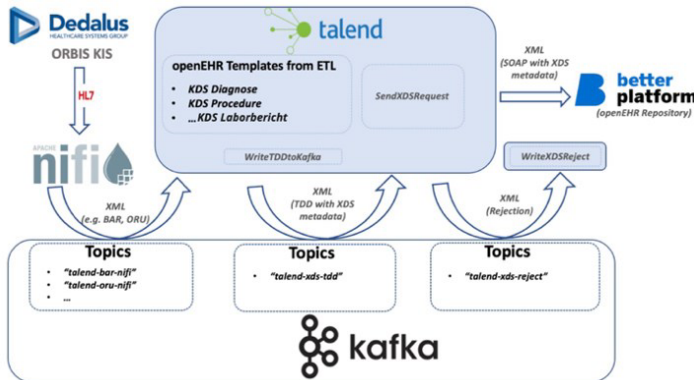 Dedalus
HEALTHCARE SYSTEMS GROUP
ORBIS KIS
HL7
APACHE
nifi
talend
openEHR Templates from ETL
• KDS Diagnose
• KDS Procedure
• ...KDS Laborbericht
SendXDSRequest
WriteTDDtoKafka
XML
(SOAP with XDS
metadata)
better
platform
(openEHR Repository)
WriteXDSReject
XML
(e.g. BAR, ORU)
XML
(TDD with XDS
metadata)
XML
(Rejection)
Topics
• "talend-bar-nifi"
• "talend-oru-nifi"
• ...
Topics
• "talend-xds-tdd"
Topics
• "talend-xds-reject"
kafka